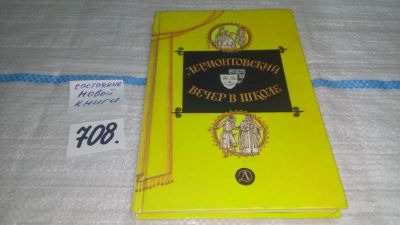 состояние
новой
книги
708.
ЛЕРМОНТОВСКИЙ
ВЕЧЕР В ШКОЛЕ